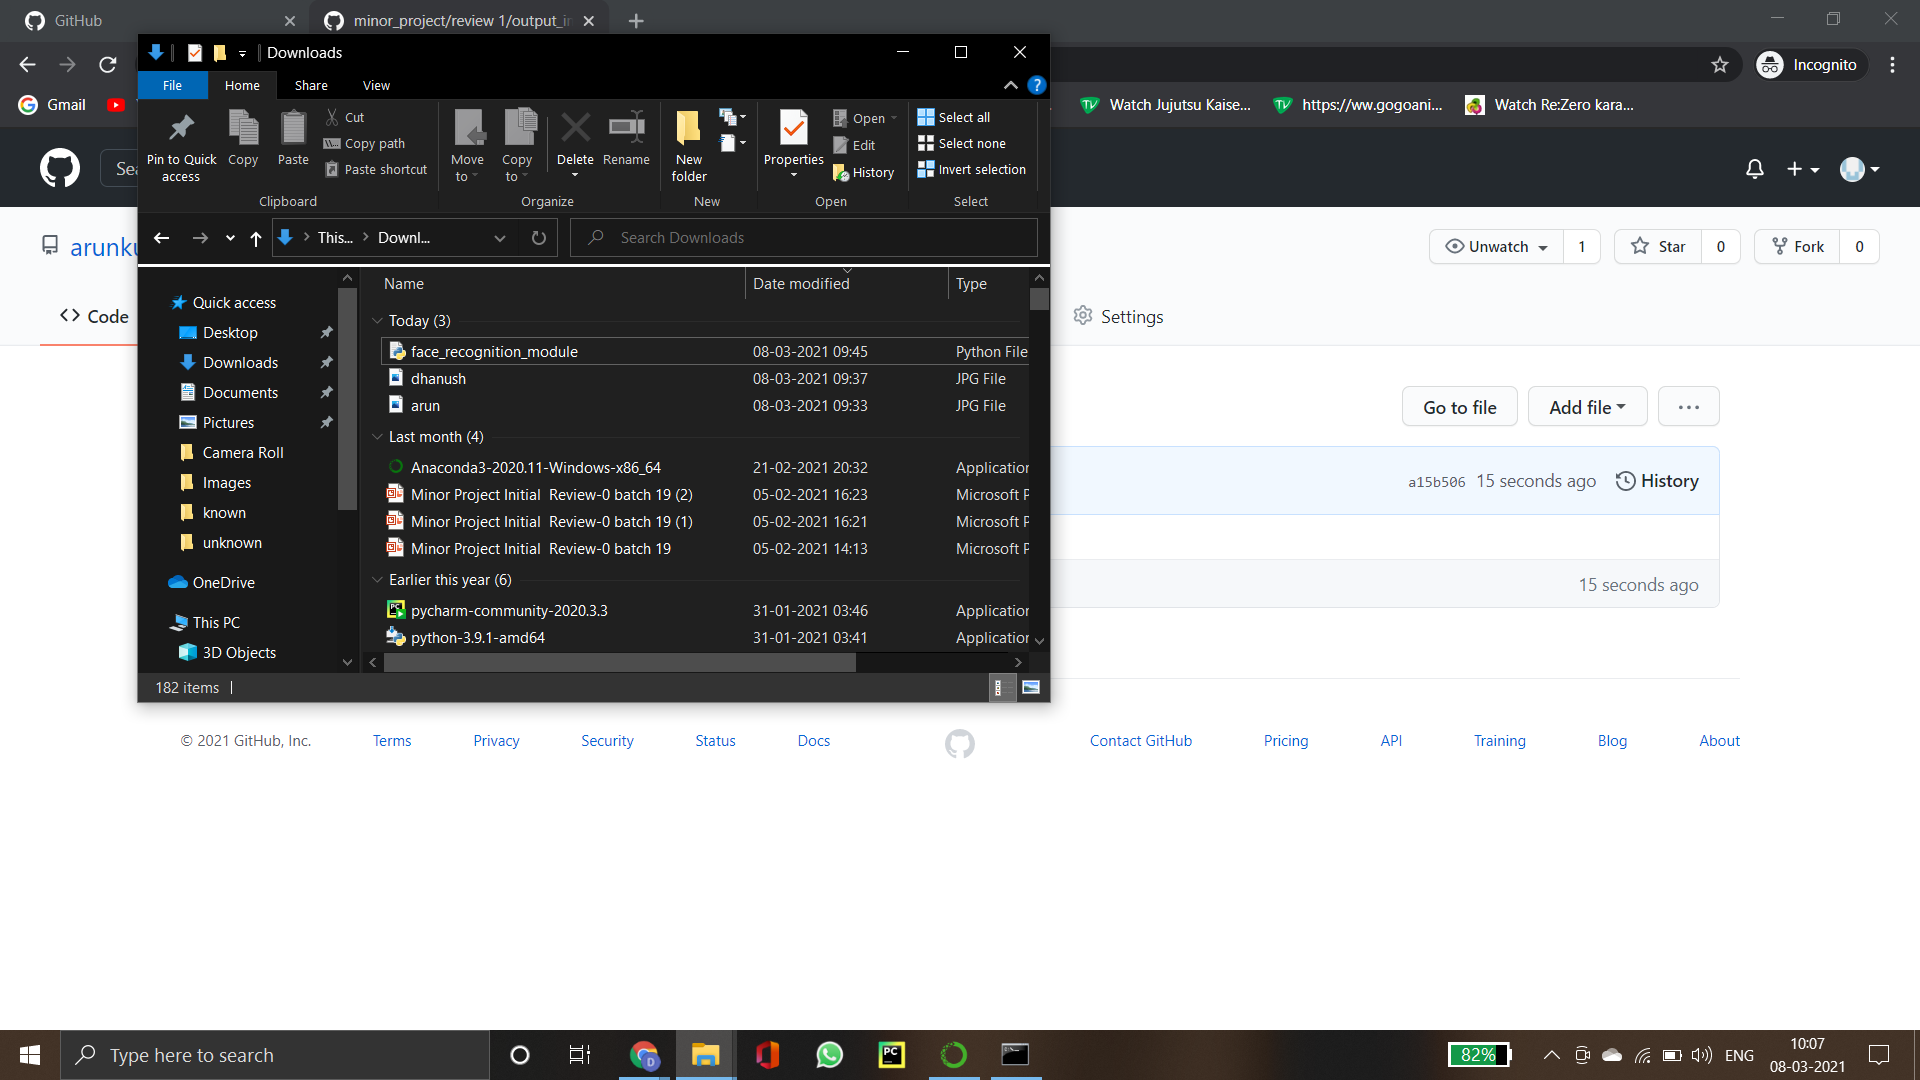 GitHub
minor_project/review 1/output_in
Downloads
Incognito
File Home Share View
Gmail
Watch Jujutsu Kaise...
https://ww.gogoani...
Watch Re:Zero kara...
Pin to Quick access
Copy
Paste
Cut
Copy path
Paste shortcut
Clipboard
Move to
Copy to
Delete
Rename
Organize
New folder
New
Properties
Open
Edit
History
Open
Select all
Select none
Invert selection
Select
Sea
This...
Downl...
Search Downloads
arunku
Unwatch 1
Star 0
Fork 0
Code
Settings
Name Date modified Type
Quick access
Desktop
Downloads
Documents
Pictures
Camera Roll
Images
known
unknown
OneDrive
This PC
3D Objects
Today (3)
face_recognition_module 08-03-2021 09:45 Python File
dhanush 08-03-2021 09:37 JPG File
arun 08-03-2021 09:33 JPG File
Last month (4)
Anaconda3-2020.11-Windows-x86_64 21-02-2021 20:32 Application
Minor Project Initial Review-0 batch 19 (2) 05-02-2021 16:23 Microsoft P
Minor Project Initial Review-0 batch 19 (1) 05-02-2021 16:21 Microsoft P
Minor Project Initial Review-0 batch 19 05-02-2021 14:13 Microsoft P
Earlier this year (6)
pycharm-community-2020.3.3 31-01-2021 03:46 Application
python-3.9.1-amd64 31-01-2021 03:41 Application
182 items
Go to file
Add file
a15b506 15 seconds ago History
15 seconds ago
© 2021 GitHub, Inc. Terms Privacy Security Status Docs Contact GitHub Pricing API Training Blog About
Type here to search
PC
82%
ENG
10:07
08-03-2021